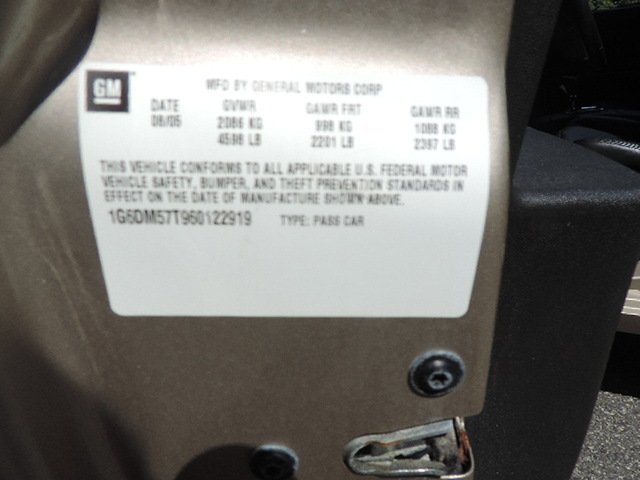 GM
MFD BY GENERAL MOTORS CORP
DATE GVWR GAWR FRT GAWR RR
08/05 2086 KG 998 KG 1088 KG
4598 LB 2201 LB 2397 LB
THIS VEHICLE CONFORMS TO ALL APPLICABLE U.S. FEDERAL MOTOR
VEHICLE SAFETY, BUMPER, AND THEFT PREVENTION STANDARDS IN
EFFECT ON THE DATE OF MANUFACTURE SHOWN ABOVE.
1G6DM57T960122919 TYPE: PASS CAR